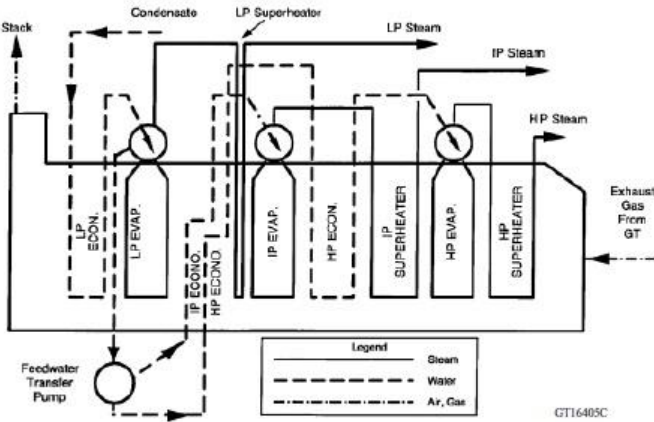 Stack
Condensate
LP Superheater
LP Steam
IP Steam
HP Steam
Exhaust
Gas
From
GT
LP
ECON.
LP EVAP.
IP ECONO.
HP ECONO.
IP EVAP.
HP ECON.
IP
SUPERHEATER
HP EVAP.
HP
SUPERHEATER
Feedwater
Transfer
Pump
Legend
Steam
Water
Air, Gas
GT16405C